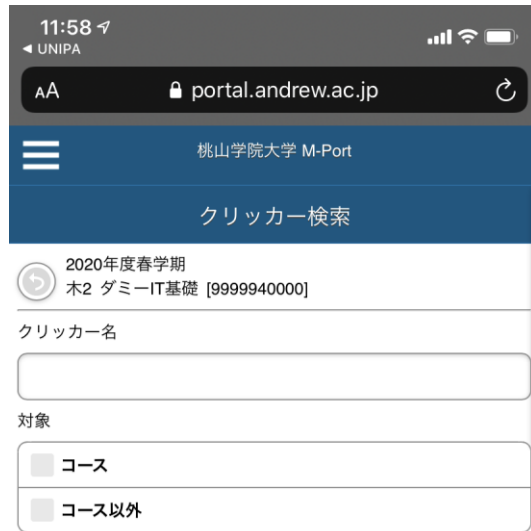 11:58
◀ UNIPA
AA portal.andrew.ac.jp
桃山学院大学 M-Port
クリッカー検索
2020年度春学期
木2 ダミーIT基礎 [9999940000]
クリッカー名
対象
コース
コース以外